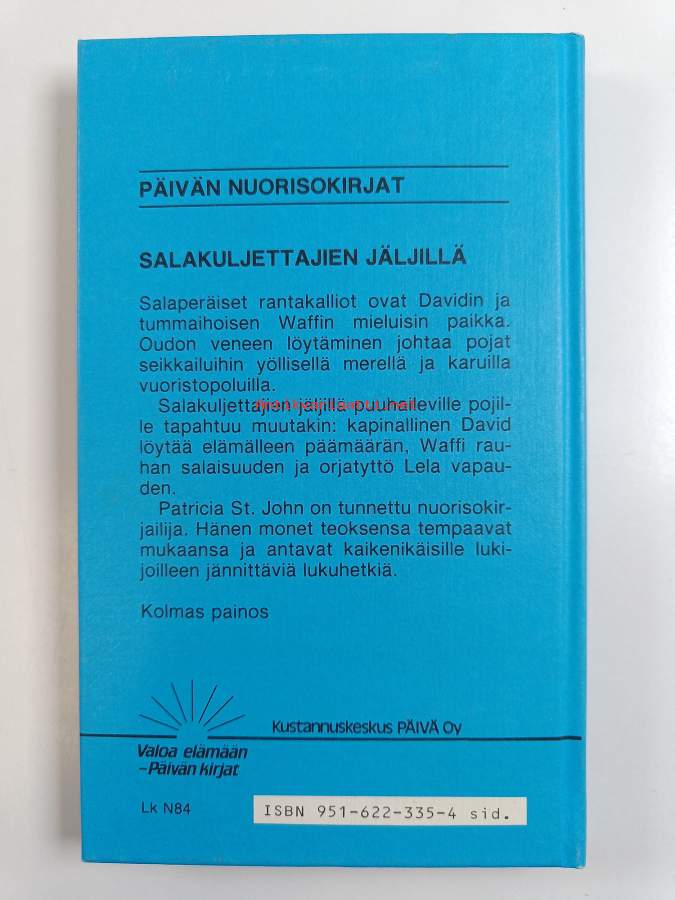 PÄIVÄN NUORISOKIRJAT
SALAKULJETTAJIEN JÄLJILLÄ
Salaperäiset rantakalliot ovat Davidin ja
tummaihoisen Waffin mieluisin paikka.
Oudon veneen löytäminen johtaa pojat
seikkailuihin yöllisellä merellä ja karuilla
vuoristopoluilla.
Salakuljettajien jäljillä puuhaileville pojil-
le tapahtuu muutakin: kapinallinen David
löytää elämälleen päämäärän, Waffi rau-
han salaisuuden ja orjatyttö Lela vapau-
den.
Patricia St. John on tunnettu nuorisokir-
jailija. Hänen monet teoksensa tempaavat
mukaansa ja antavat kaikenikäisille luki-
joilleen jännittäviä lukuhetkiä.
Kolmas painos
Kustannuskeskus PÄIVÄ Oy
Valoa elämään
–Päivän kirjat
Lk N84
ISBN 951-622-335-4 sid.